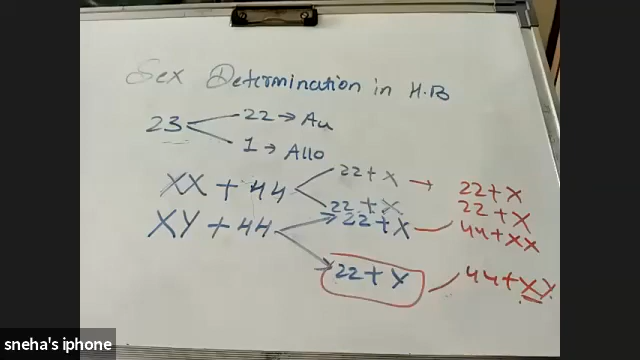 Sex Determination in H.B
23
22 → Au
1 → Allo
XX + 44
22 + X →
22 + X
XY + 44
22 + X
22 + Y
22 + X
22 + X
44 + XX
44 + XY
sneha's iphone